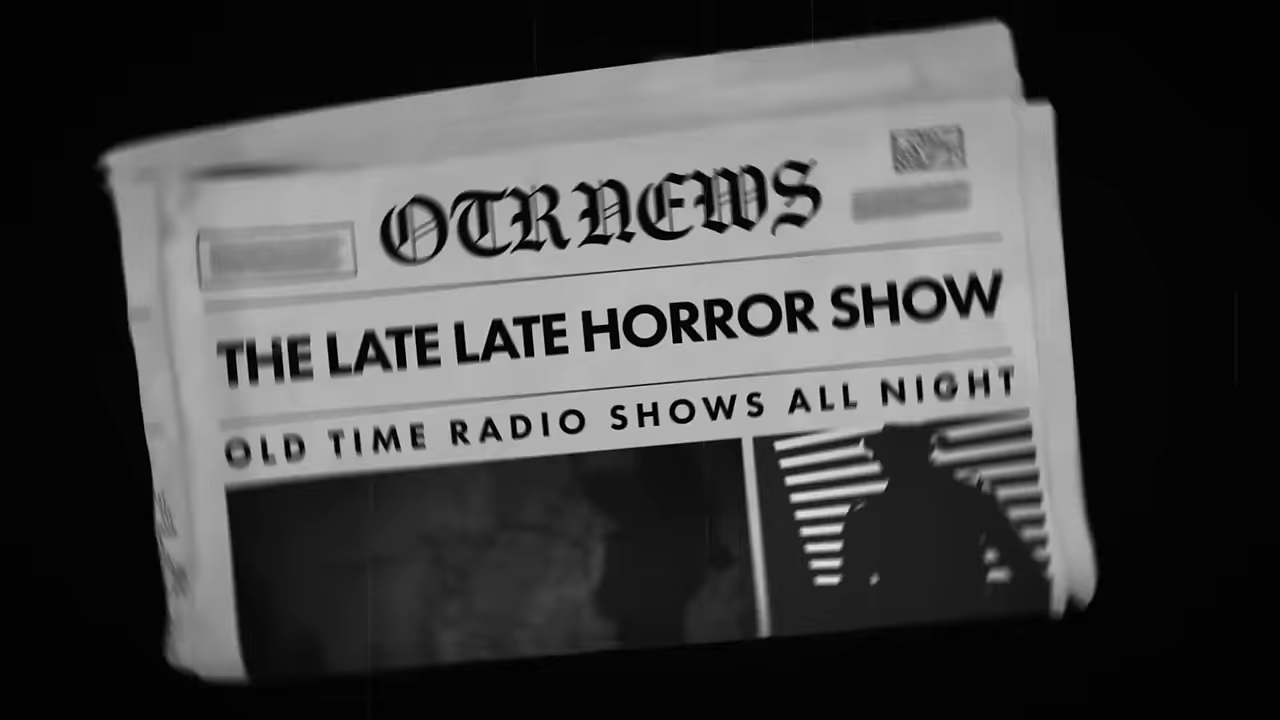 OTRNEWS
THE LATE LATE HORROR SHOW
OLD TIME RADIO SHOWS ALL NIGHT